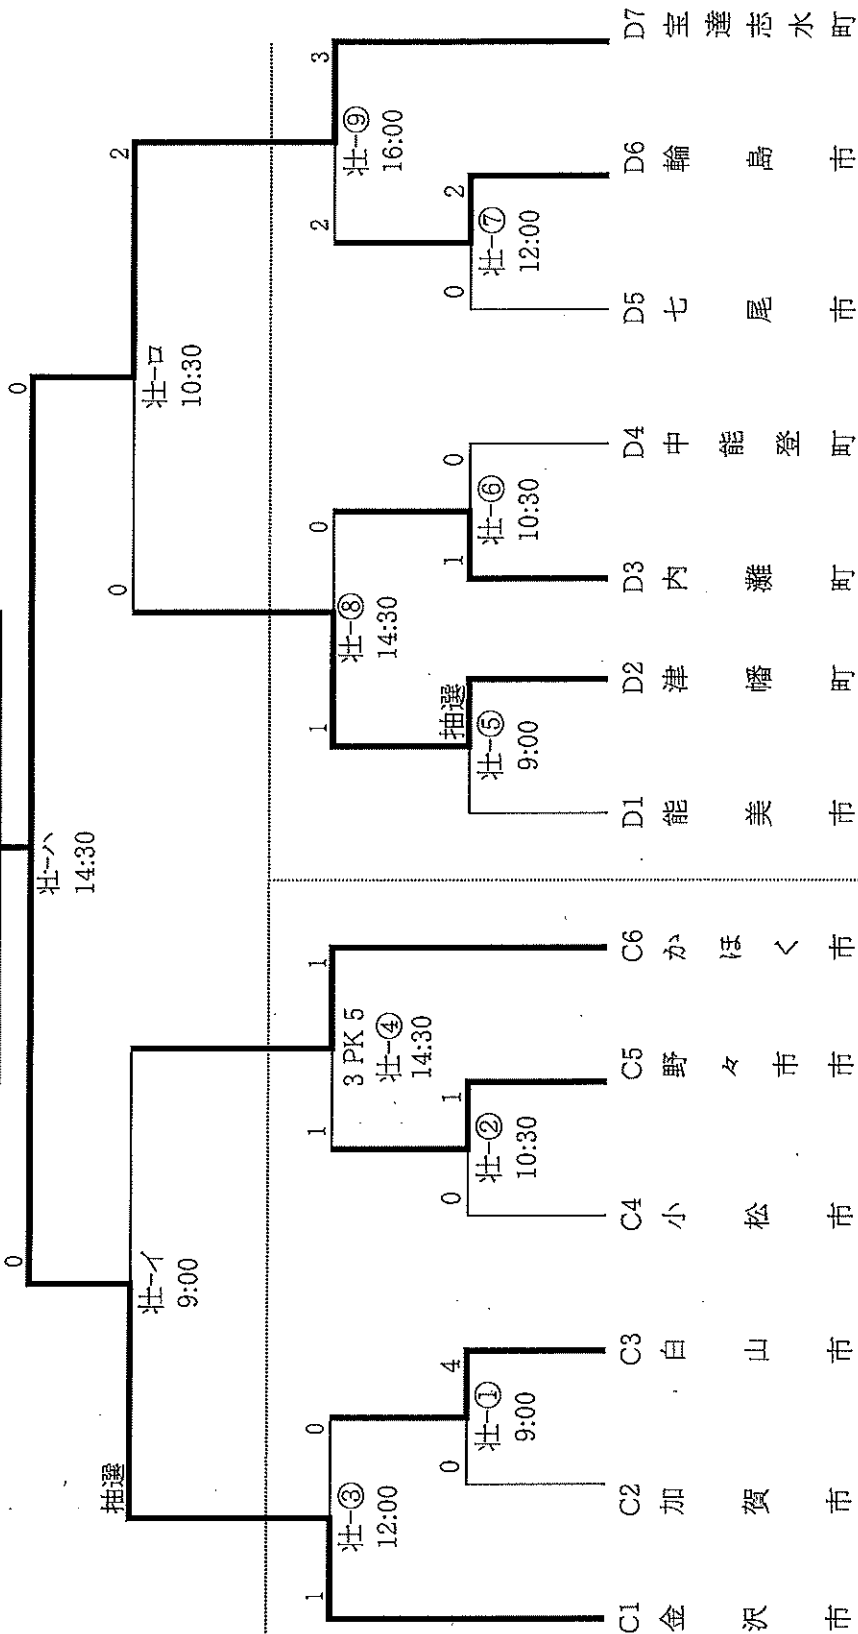 0
0
壮-ハ
14:30
抽選
0
2
壮-イ
9:00
壮-ロ
10:30
1
0
1
1
1
0
2
3
壮-③
12:00
3 PK 5
壮-④
14:30
壮-⑧
14:30
壮-⑨
16:00
0
4
0
1
抽選
1
0
0
2
壮-①
9:00
壮-②
10:30
壮-⑤
9:00
壮-⑥
10:30
壮-⑦
12:00
C1 金沢市
C2 加賀市
C3 白山市
C4 小松市
C5 野々市市
C6 かほく市
D1 能美市
D2 津幡町
D3 内灘町
D4 中能登町
D5 七尾市
D6 輪島市
D7 宝達志水町